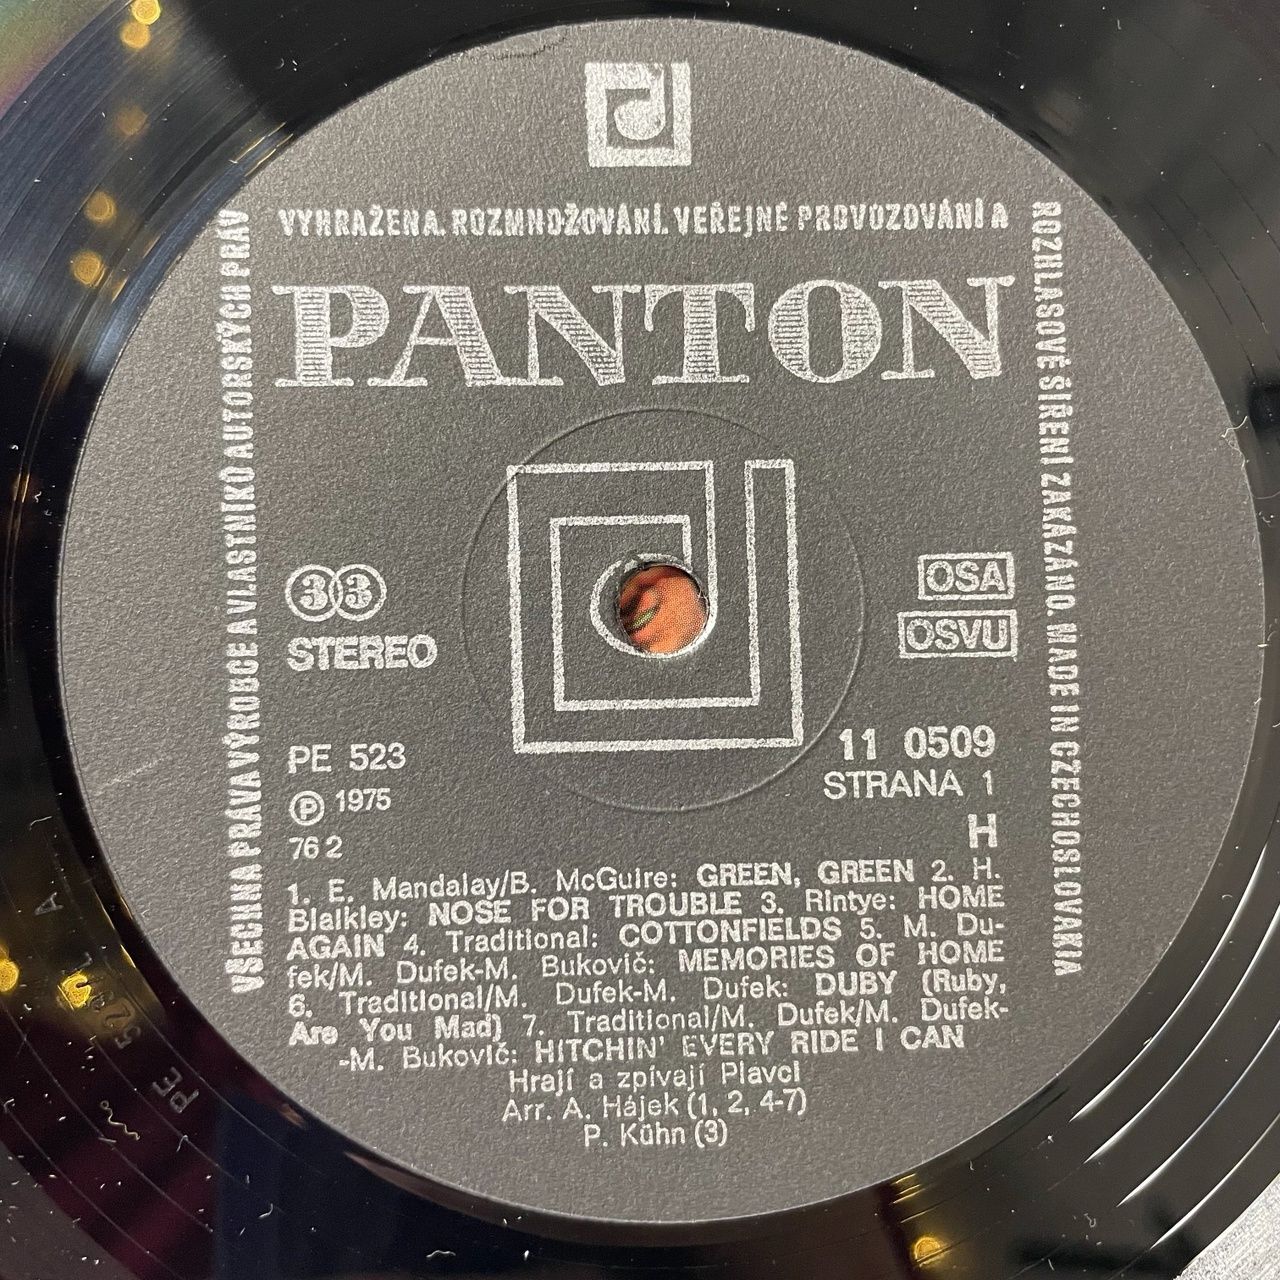 VYHRAŽENA. ROZMNOŽOVÁNÍ. VEŘEJNÉ PROVOZOVÁNÍ A
ROZHLASOVÉ ŠÍŘENÍ ZAKÁZÁNO. MADE IN CZECHOSLOVAKIA
VŠECHNA PRÁVA VÝROBCE A VLASTNÍKŮ AUTORSKÝCH PRÁV
PANTON
33
STEREO
OSA
OSVU
PE 523
Ⓟ 1975
76 2
11 0509
STRANA 1
H
1. E. Mandalay/B. McGuire: GREEN, GREEN 2. H.
Blaikley: NOSE FOR TROUBLE 3. Rintye: HOME
AGAIN 4. Traditional: COTTONFIELDS 5. M. Du-
fek/M. Dufek-M. Bukovič: MEMORIES OF HOME
6. Traditional/M. Dufek-M. Dufek: DUBY (Ruby,
Are You Mad) 7. Traditional/M. Dufek/M. Dufek-
-M. Bukovič: HITCHIN' EVERY RIDE I CAN
Hrají a zpívají Plavci
Arr. A. Hájek (1, 2, 4-7)
P. Kühn (3)